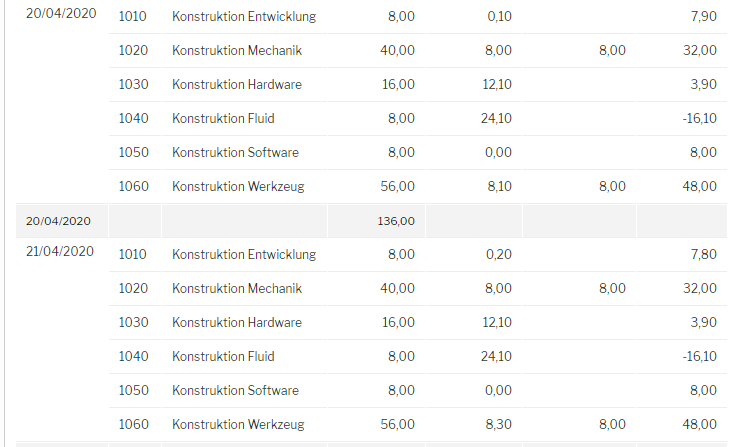 20/04/2020 1010 Konstruktion Entwicklung 8,00 0,10 7,90
1020 Konstruktion Mechanik 40,00 8,00 8,00 32,00
1030 Konstruktion Hardware 16,00 12,10 3,90
1040 Konstruktion Fluid 8,00 24,10 -16,10
1050 Konstruktion Software 8,00 0,00 8,00
1060 Konstruktion Werkzeug 56,00 8,10 8,00 48,00
20/04/2020 136,00
21/04/2020 1010 Konstruktion Entwicklung 8,00 0,20 7,80
1020 Konstruktion Mechanik 40,00 8,00 8,00 32,00
1030 Konstruktion Hardware 16,00 12,10 3,90
1040 Konstruktion Fluid 8,00 24,10 -16,10
1050 Konstruktion Software 8,00 0,00 8,00
1060 Konstruktion Werkzeug 56,00 8,30 8,00 48,00